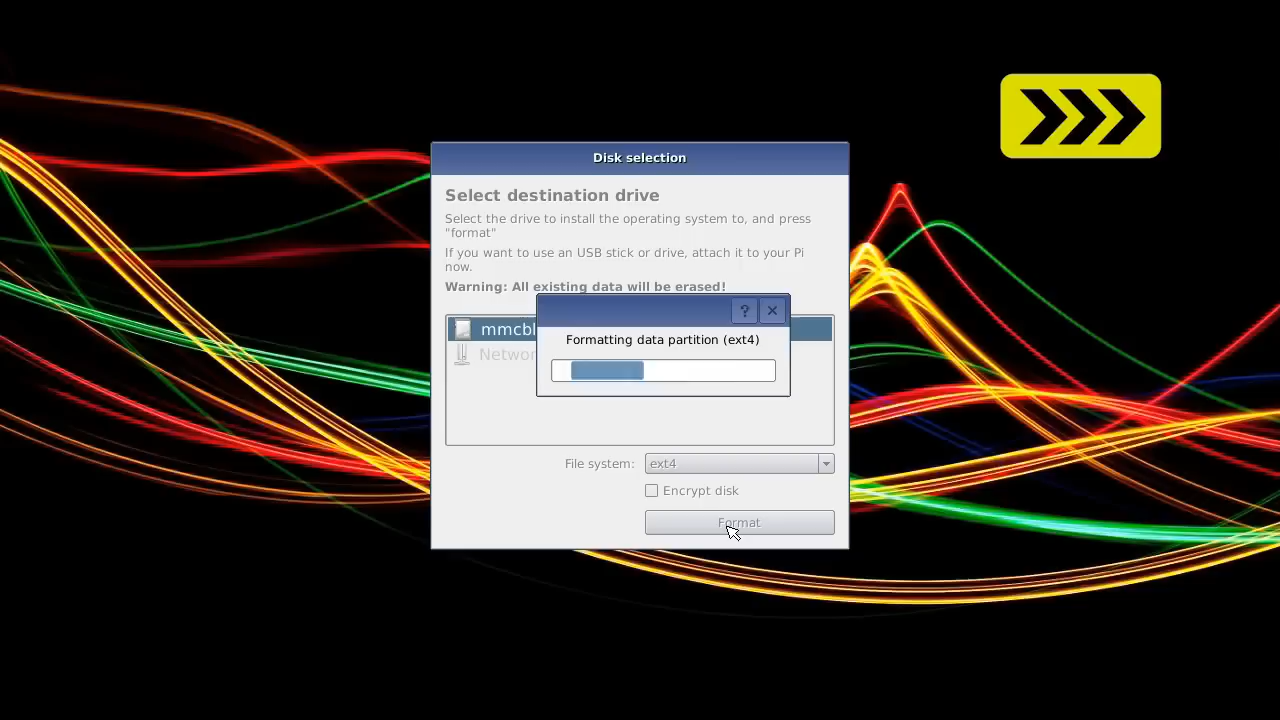 Disk selection
Select destination drive
Select the drive to install the operating system to, and press
"format"
If you want to use an USB stick or drive, attach it to your Pi
now.
Warning: All existing data will be erased!
?
Formatting data partition (ext4)
File system: ext4
Encrypt disk
Format